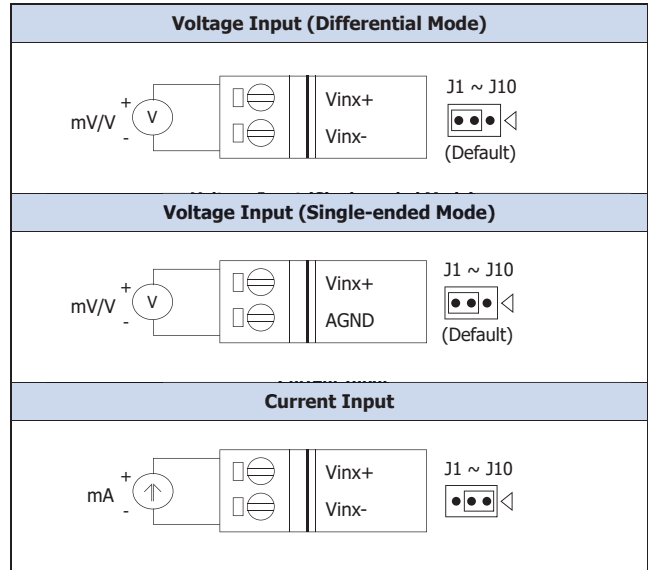 Voltage Input (Differential Mode)
mV/V
+
-
V
Vinx+
Vinx-
J1 ~ J10
(Default)
Voltage Input (Single-ended Mode)
mV/V
+
-
V
Vinx+
AGND
J1 ~ J10
(Default)
Current Input
mA
+
-
Vinx+
Vinx-
J1 ~ J10